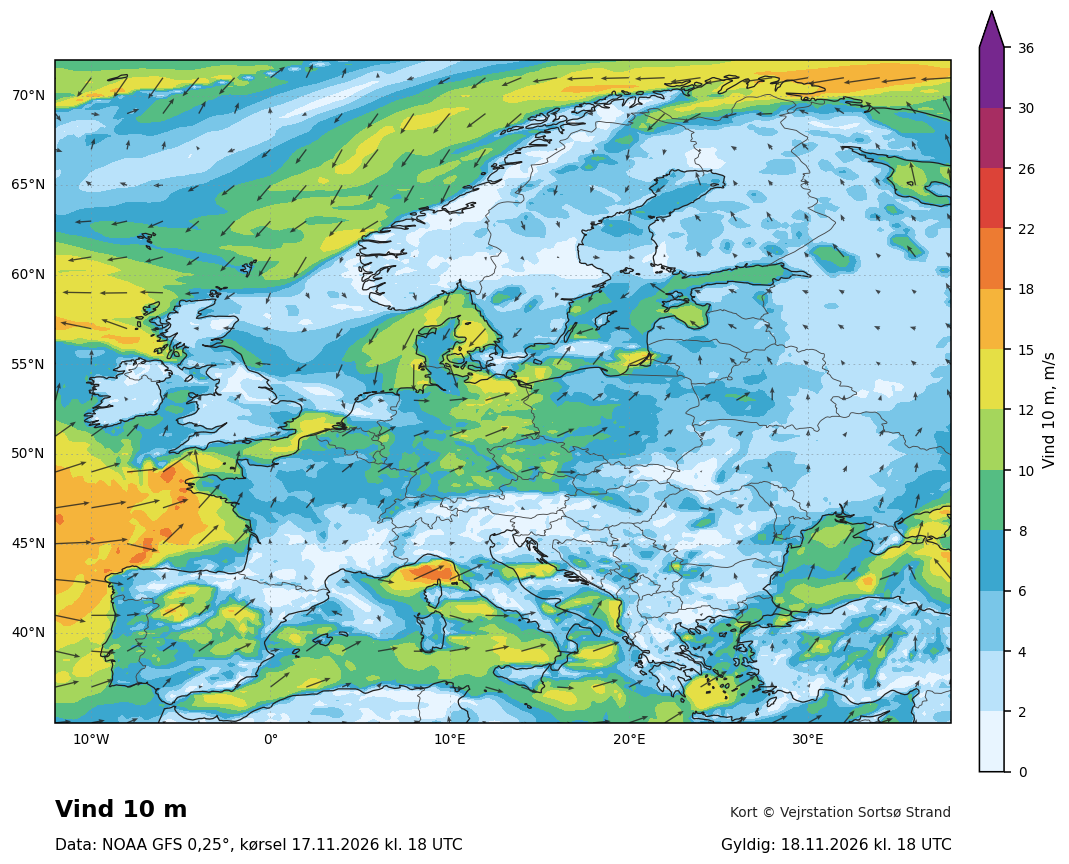 36
30
26
22
18
15
12
10
8
6
4
2
0
Vind 10 m, m/s
70°N
65°N
60°N
55°N
50°N
45°N
40°N
10°W
0°
10°E
20°E
30°E
Vind 10 m
Kort © Vejrstation Sortsø Strand
Data: NOAA GFS 0,25°, kørsel 17.11.2026 kl. 18 UTC
Gyldig: 18.11.2026 kl. 18 UTC